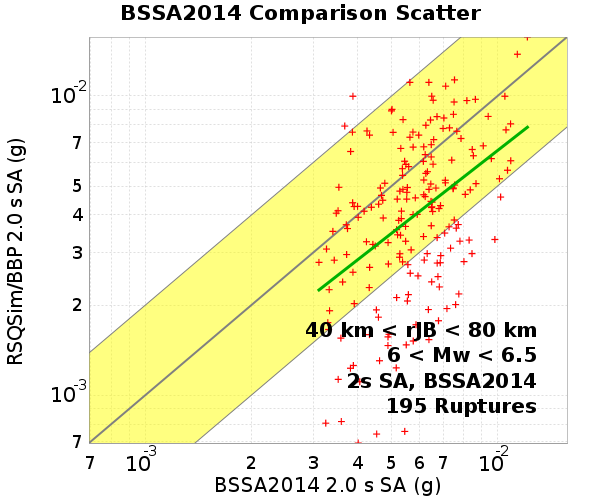 BSSA2014 Comparison Scatter
RSQSim/BBP 2.0 s SA (g)
10-2
7
5
4
3
2
10-3
7
40 km < rJB < 80 km
6 < Mw < 6.5
2s SA, BSSA2014
195 Ruptures
7 10-3 2 3 4 5 6 7 10-2
BSSA2014 2.0 s SA (g)